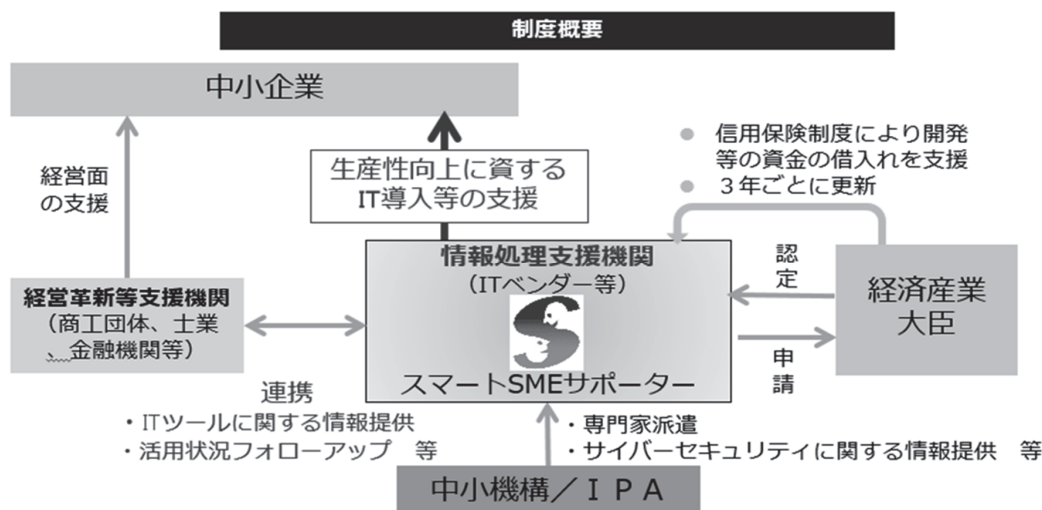 制度概要
中小企業
経営面
の支援
生産性向上に資する
IT導入等の支援
● 信用保険制度により開発
等の資金の借入れを支援
● 3年ごとに更新
情報処理支援機関
(ITベンダー等)
S
スマートSMEサポーター
経営革新等支援機関
(商工団体、士業
、金融機関等)
認定
申請
経済産業
大臣
連携
・ITツールに関する情報提供
・活用状況フォローアップ 等
・専門家派遣
・サイバーセキュリティに関する情報提供 等
中小機構/IPA